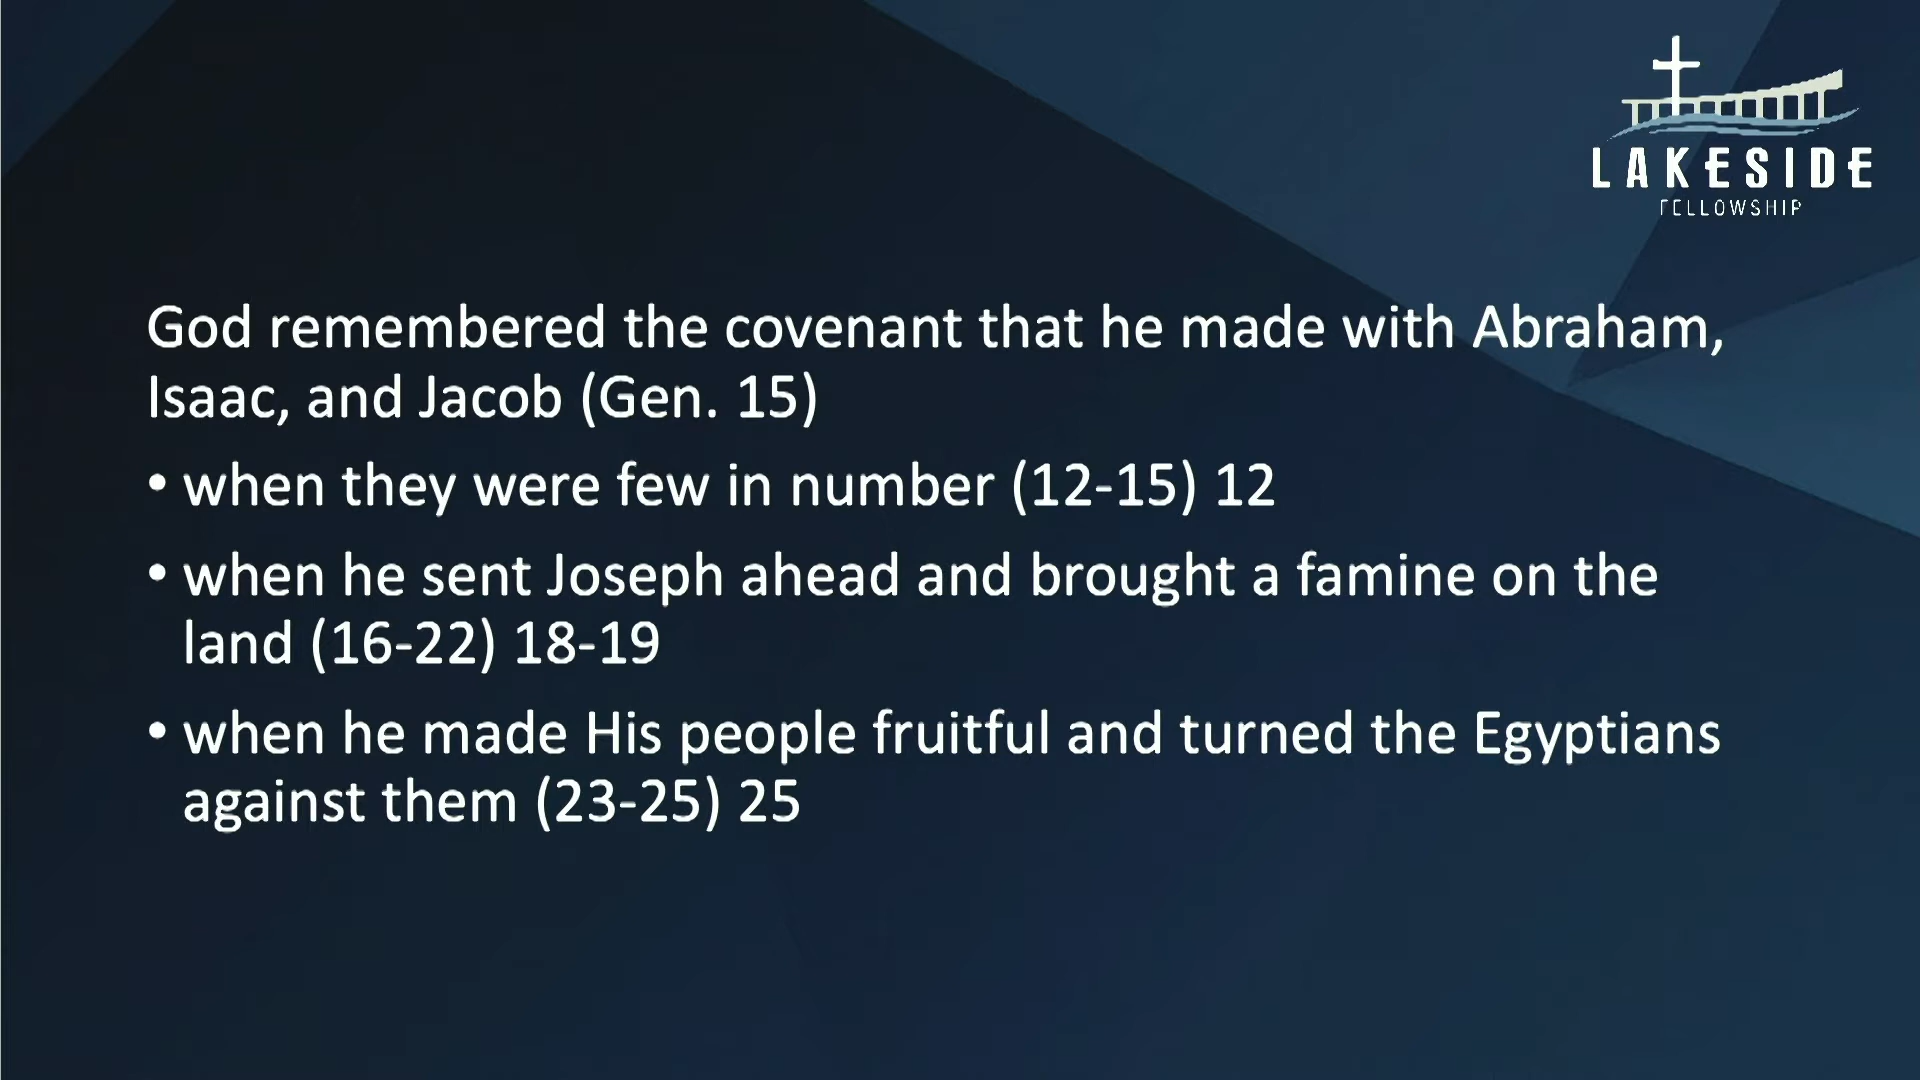 LAKESIDE
FELLOWSHIP
God remembered the covenant that he made with Abraham,
Isaac, and Jacob (Gen. 15)
• when they were few in number (12-15) 12
• when he sent Joseph ahead and brought a famine on the
land (16-22) 18-19
• when he made His people fruitful and turned the Egyptians
against them (23-25) 25